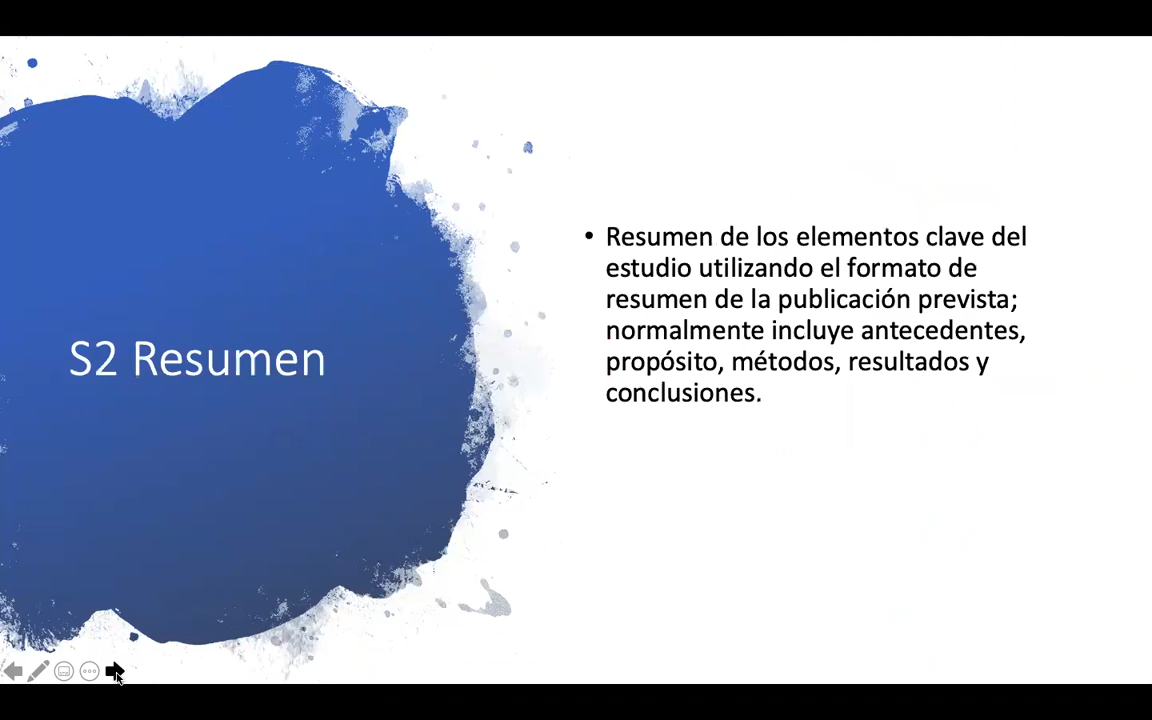 S2 Resumen
• Resumen de los elementos clave del
estudio utilizando el formato de
resumen de la publicación prevista;
normalmente incluye antecedentes,
propósito, métodos, resultados y
conclusiones.